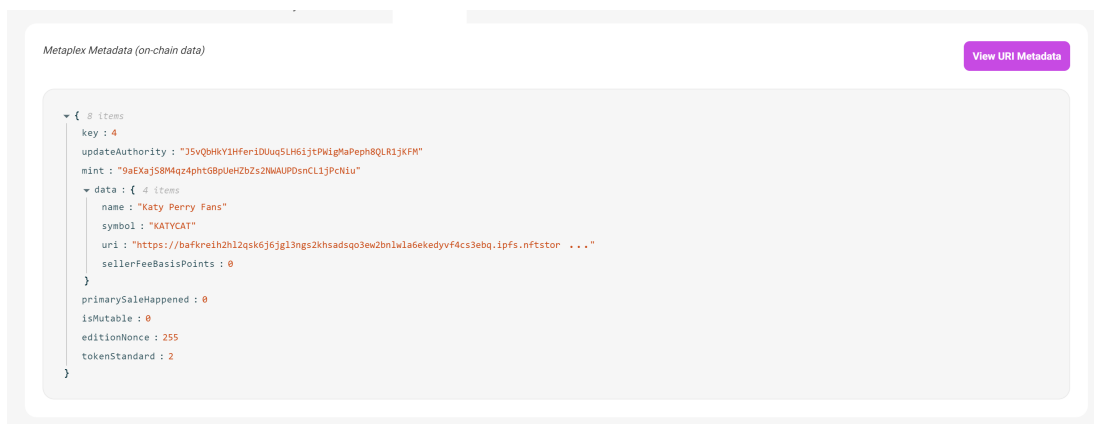 Metaplex Metadata (on-chain data)
View URI Metadata
{ 8 items
key : 4
updateAuthority : "J5vQbHkY1HferiDUuq5LH6ijtPWigMaPeph8QLR1jKFM"
mint : "9aEXajS8M4qz4phtGBpUeHZbZs2NWAUPDsnCL1jPcNiu"
data : { 4 items
name : "Katy Perry Fans"
symbol : "KATYCAT"
uri : "https://bafkreih2hl2qsk6j6jgl3ngs2khsadsqo3ew2bnlwla6ekedyvf4cs3ebq.ipfs.nftstor ..."
sellerFeeBasisPoints : 0
}
primarySaleHappened : 0
isMutable : 0
editionNonce : 255
tokenStandard : 2
}